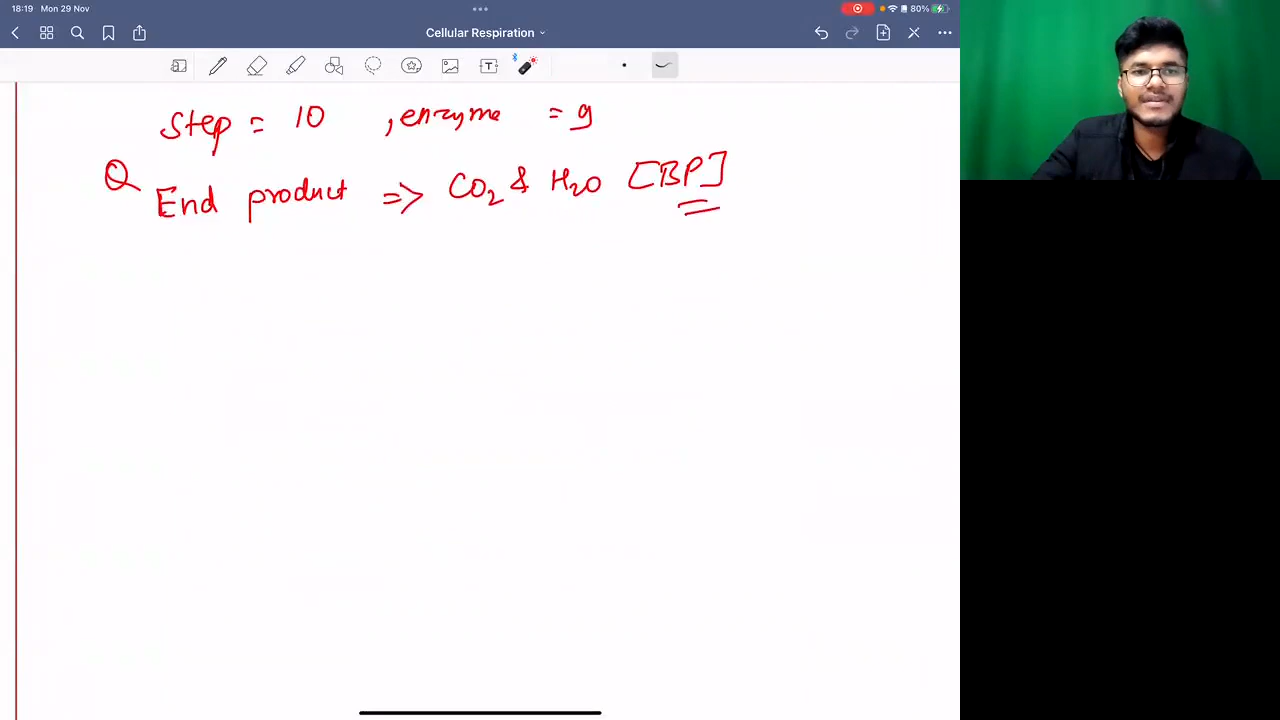 18:19 Mon 29 Nov
80%
Cellular Respiration
T
Step = 10 , enzyme = 9
Q
End product => CO2 & H2O [BP]